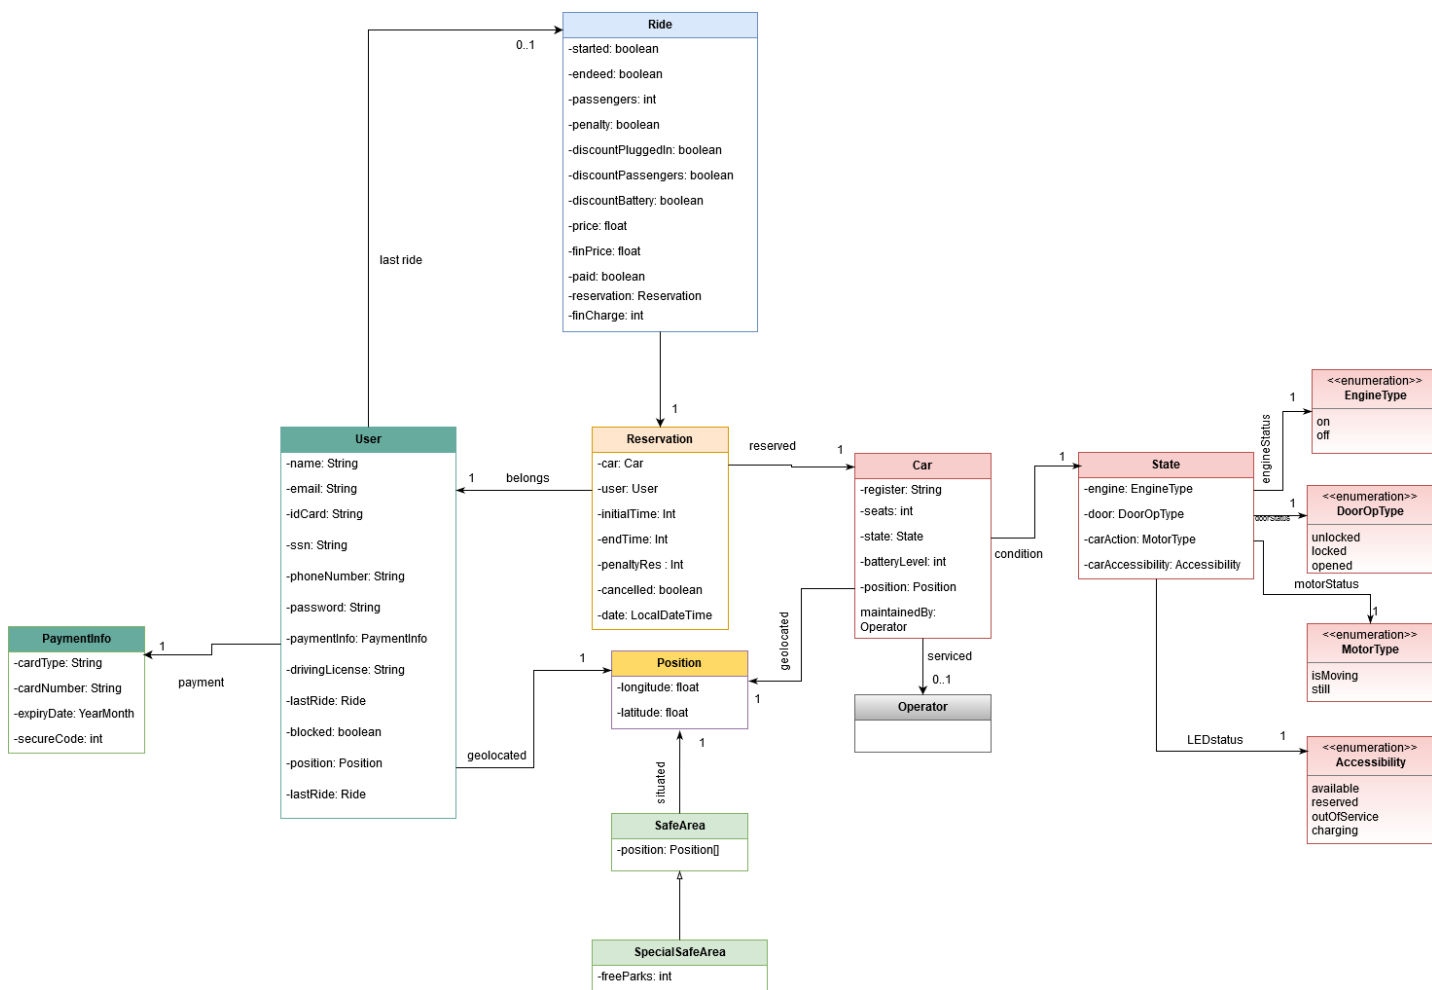 Ride
-started: boolean
-endeed: boolean
-passengers: int
-penalty: boolean
-discountPluggedIn: boolean
-discountPassengers: boolean
-discountBattery: boolean
-price: float
-finPrice: float
-paid: boolean
-reservation: Reservation
-finCharge: int
0..1
last ride
1
User
-name: String
-email: String
-idCard: String
-ssn: String
-phoneNumber: String
-password: String
-paymentInfo: PaymentInfo
-drivingLicense: String
-lastRide: Ride
-blocked: boolean
-position: Position
-lastRide: Ride
1
belongs
Reservation
-car: Car
-user: User
-initialTime: Int
-endTime: Int
-penaltyRes : Int
-cancelled: boolean
-date: LocalDateTime
reserved
1
Car
-register: String
-seats: int
-state: State
-batteryLevel: int
-position: Position
maintainedBy:
Operator
condition
1
State
-engine: EngineType
-door: DoorOpType
-carAction: MotorType
-carAccessibility: Accessibility
engineStatus
1
<<enumeration>>
EngineType
on
off
doorStatus
1
<<enumeration>>
DoorOpType
unlocked
locked
opened
motorStatus
1
<<enumeration>>
MotorType
isMoving
still
LEDstatus
1
<<enumeration>>
Accessibility
available
reserved
outOfService
charging
PaymentInfo
-cardType: String
-cardNumber: String
-expiryDate: YearMonth
-secureCode: int
1
payment
geolocated
1
Position
-longitude: float
-latitude: float
geolocated
1
serviced
0..1
Operator
situated
1
SafeArea
-position: Position[]
SpecialSafeArea
-freeParks: int